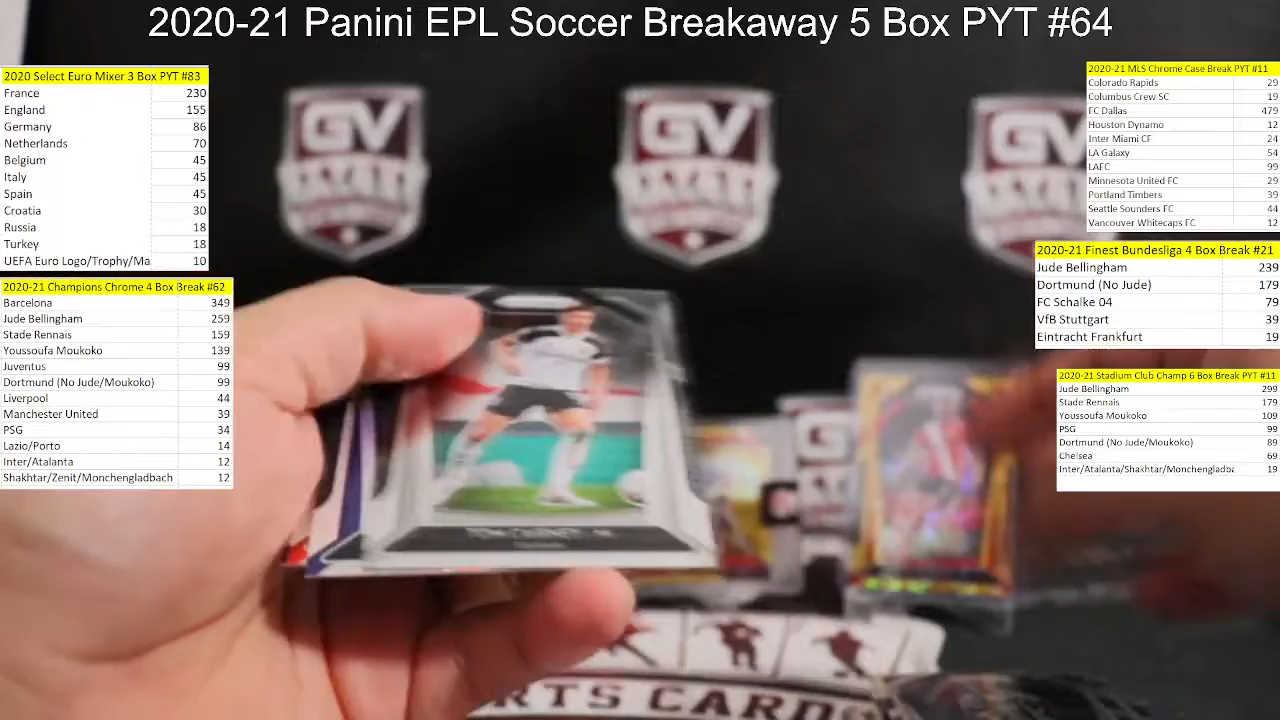 2020-21 Panini EPL Soccer Breakaway 5 Box PYT #64
2020 Select Euro Mixer 3 Box PYT #83
France 230
England 155
Germany 86
Netherlands 70
Belgium 45
Italy 45
Spain 45
Croatia 30
Russia 18
Turkey 18
UEFA Euro Logo/Trophy/Ma 10
2020-21 Champions Chrome 4 Box Break #62
Barcelona 349
Jude Bellingham 259
Stade Rennais 159
Youssoufa Moukoko 139
Juventus 99
Dortmund (No Jude/Moukoko) 99
Liverpool 44
Manchester United 39
PSG 34
Lazio/Porto 14
Inter/Atalanta 12
Shakhtar/Zenit/Monchengladbach 12
2020-21 MLS Chrome Case Break PYT #11
Colorado Rapids 29
Columbus Crew SC 19
FC Dallas 479
Houston Dynamo 12
Inter Miami CF 24
LA Galaxy 54
LAFC 99
Minnesota United FC 29
Portland Timbers 39
Seattle Sounders FC 44
Vancouver Whitecaps FC 12
2020-21 Finest Bundesliga 4 Box Break #21
Jude Bellingham 239
Dortmund (No Jude) 179
FC Schalke 04 79
VfB Stuttgart 39
Eintracht Frankfurt 19
2020-21 Stadium Club Champ 6 Box Break PYT #11
Jude Bellingham 299
Stade Rennais 179
Youssoufa Moukoko 109
PSG 99
Dortmund (No Jude/Moukoko) 89
Chelsea 69
Inter/Atalanta/Shakhtar/Monchengladba 19
GV
GV
GV
GV
RTS CARD